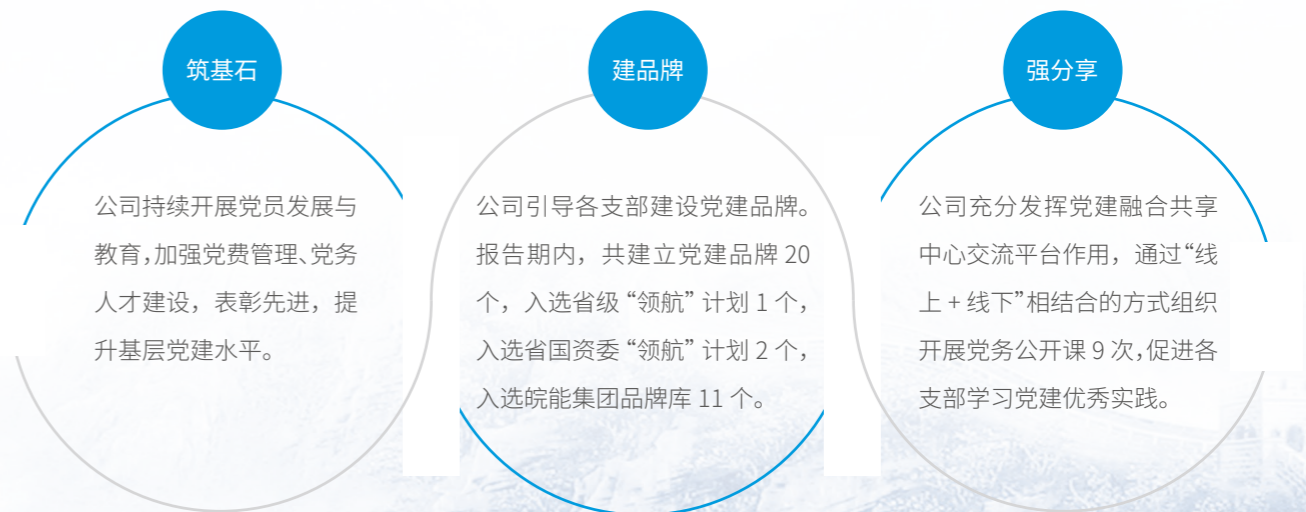 筑基石
公司持续开展党员发展与
教育，加强党费管理、党务
人才建设，表彰先进，提
升基层党建水平。
建品牌
公司引导各支部建设党建品牌。
报告期内，共建立党建品牌 20
个，入选省级 “领航” 计划 1 个，
入选省国资委 “领航” 计划 2 个，
入选皖能集团品牌库 11 个。
强分享
公司充分发挥党建融合共享
中心交流平台作用，通过“线
上 + 线下”相结合的方式组织
开展党务公开课 9 次，促进各
支部学习党建优秀实践。